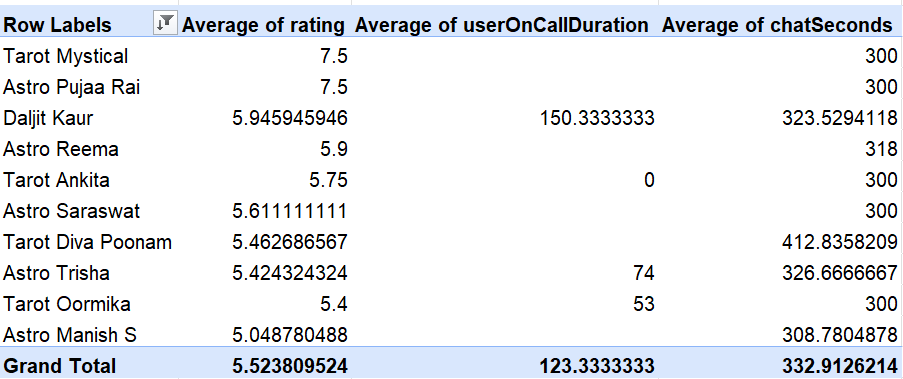 Row Labels Average of rating Average of userOnCallDuration Average of chatSeconds
Tarot Mystical 7.5 300
Astro Pujaa Rai 7.5 300
Daljit Kaur 5.945945946 150.3333333 323.5294118
Astro Reema 5.9 318
Tarot Ankita 5.75 0 300
Astro Saraswat 5.611111111 300
Tarot Diva Poonam 5.462686567 412.8358209
Astro Trisha 5.424324324 74 326.6666667
Tarot Oormika 5.4 53 300
Astro Manish S 5.048780488 308.7804878
Grand Total 5.523809524 123.3333333 332.9126214